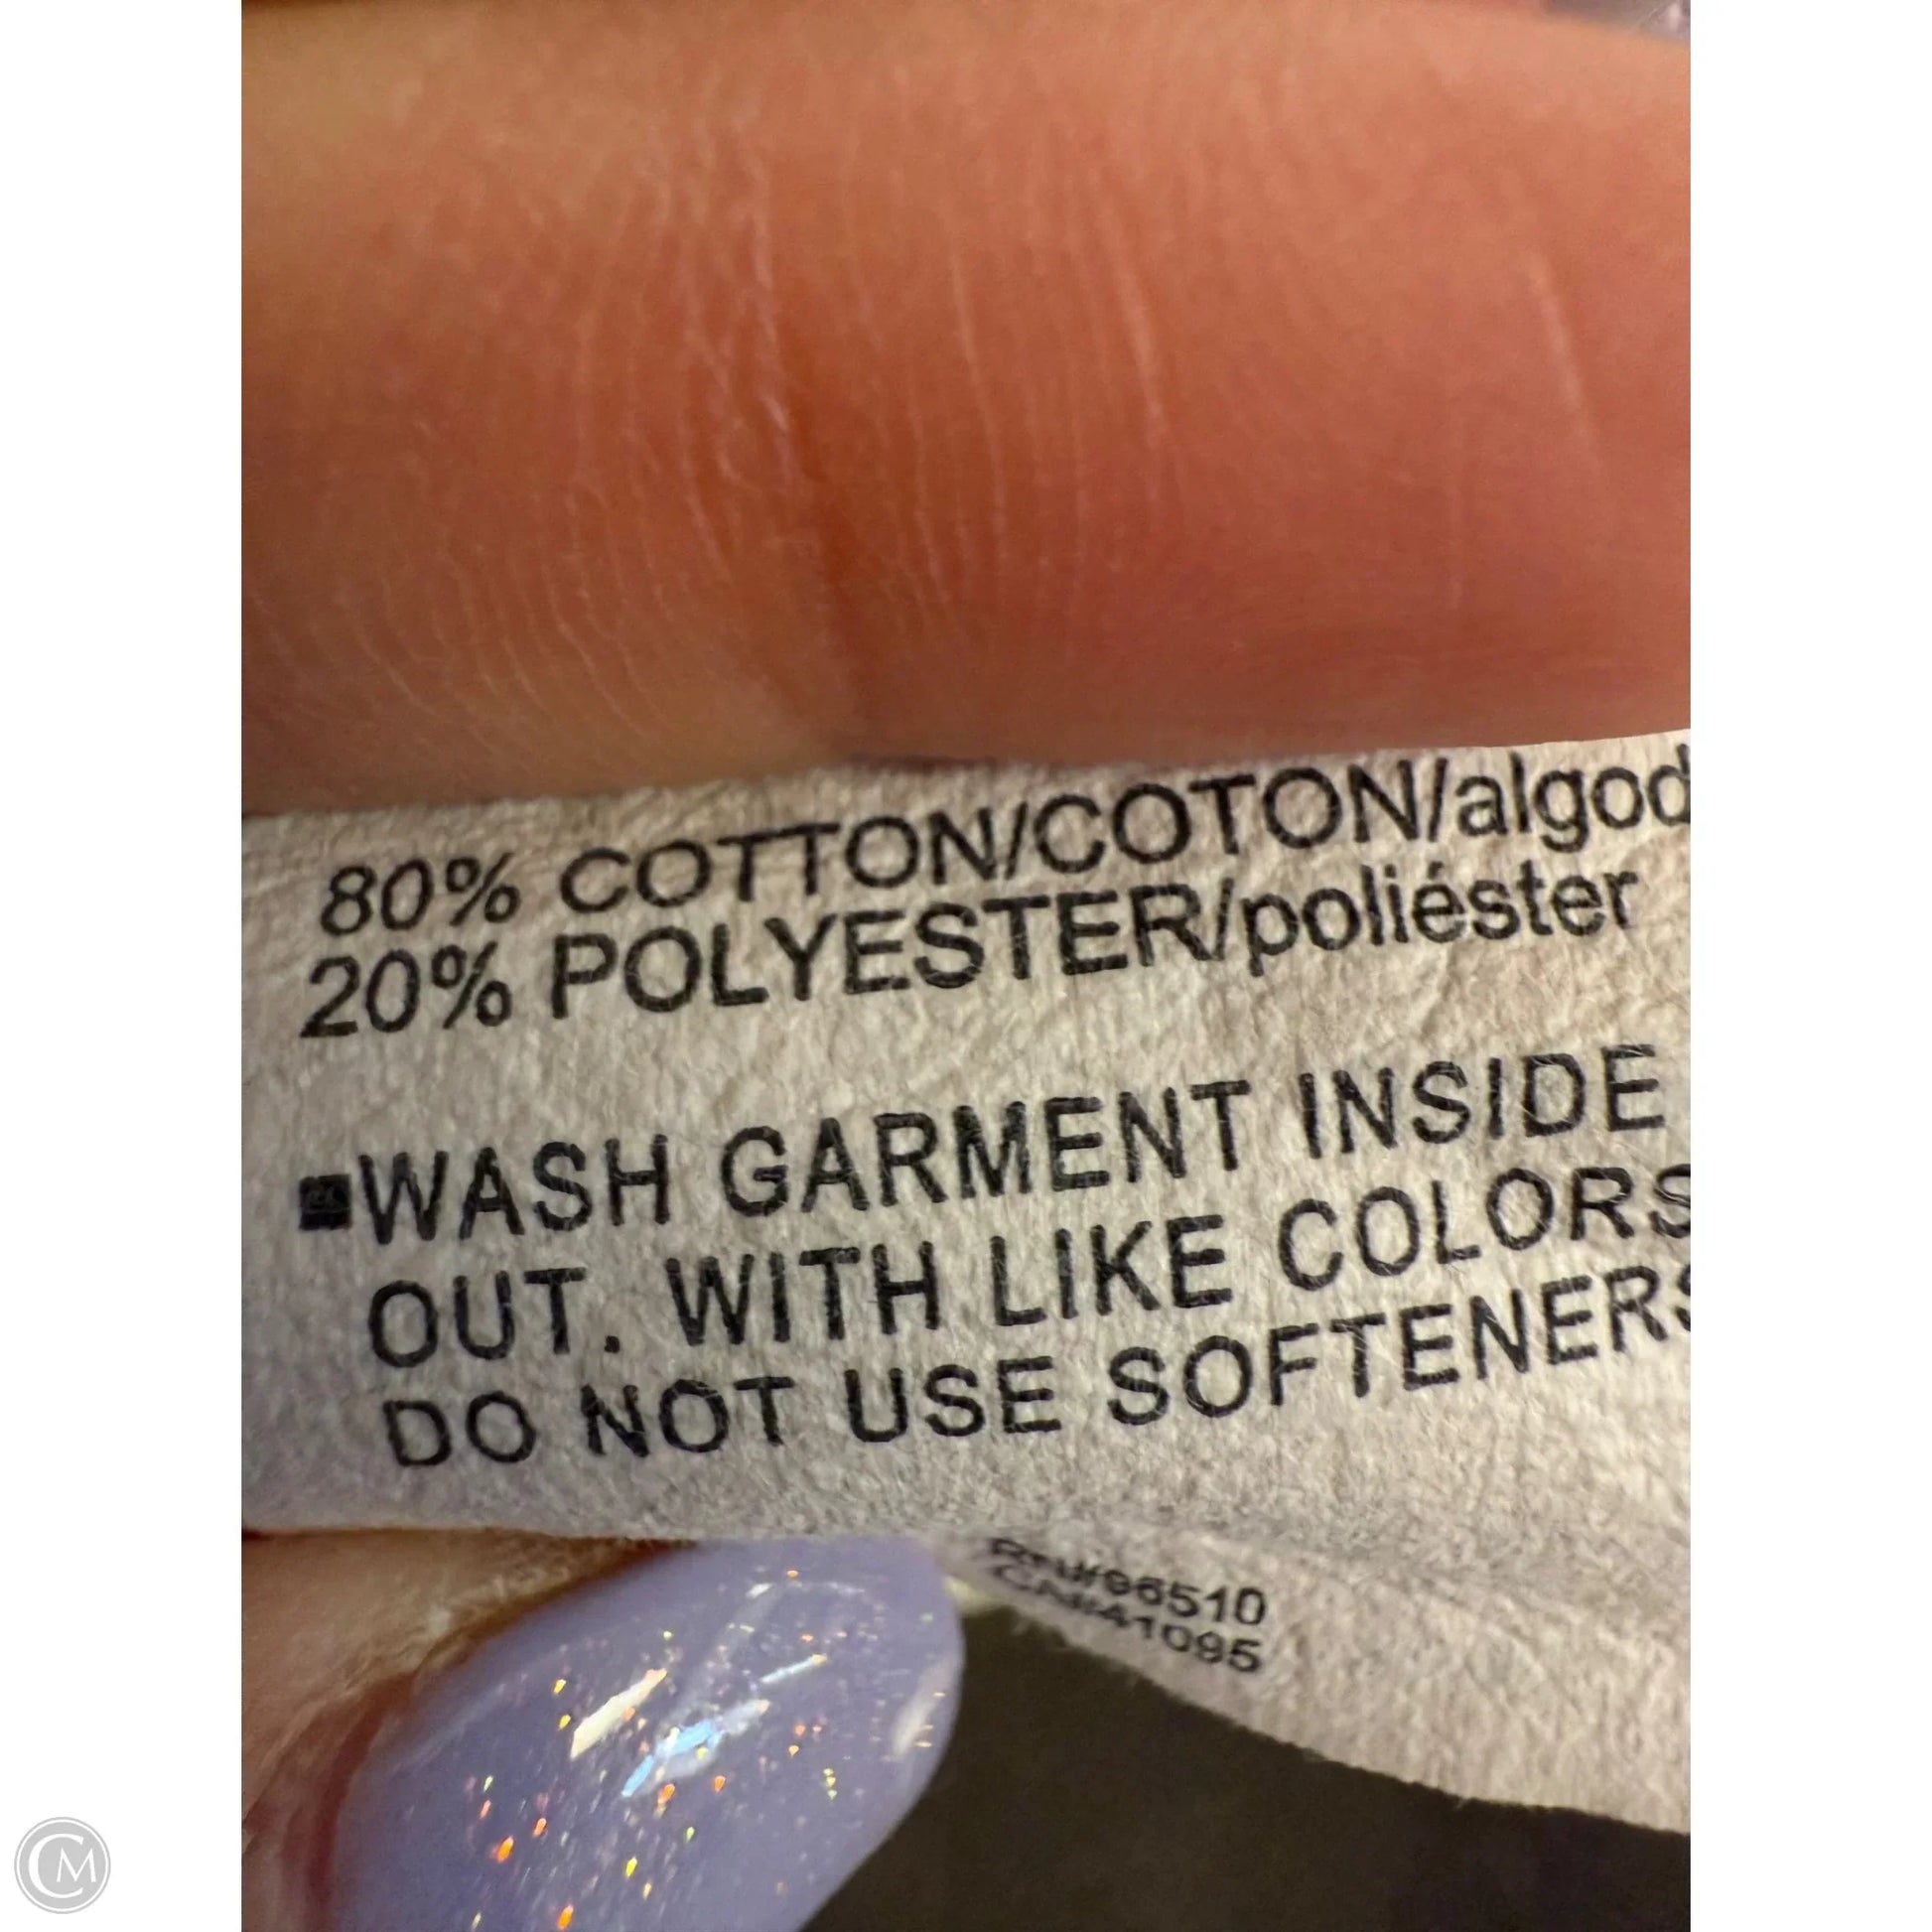 80% COTTON/COTON/algod
20% POLYESTER/poliéster
WASH GARMENT INSIDE
OUT. WITH LIKE COLORS
DO NOT USE SOFTENERS
RN#96510
CA#41095
CM